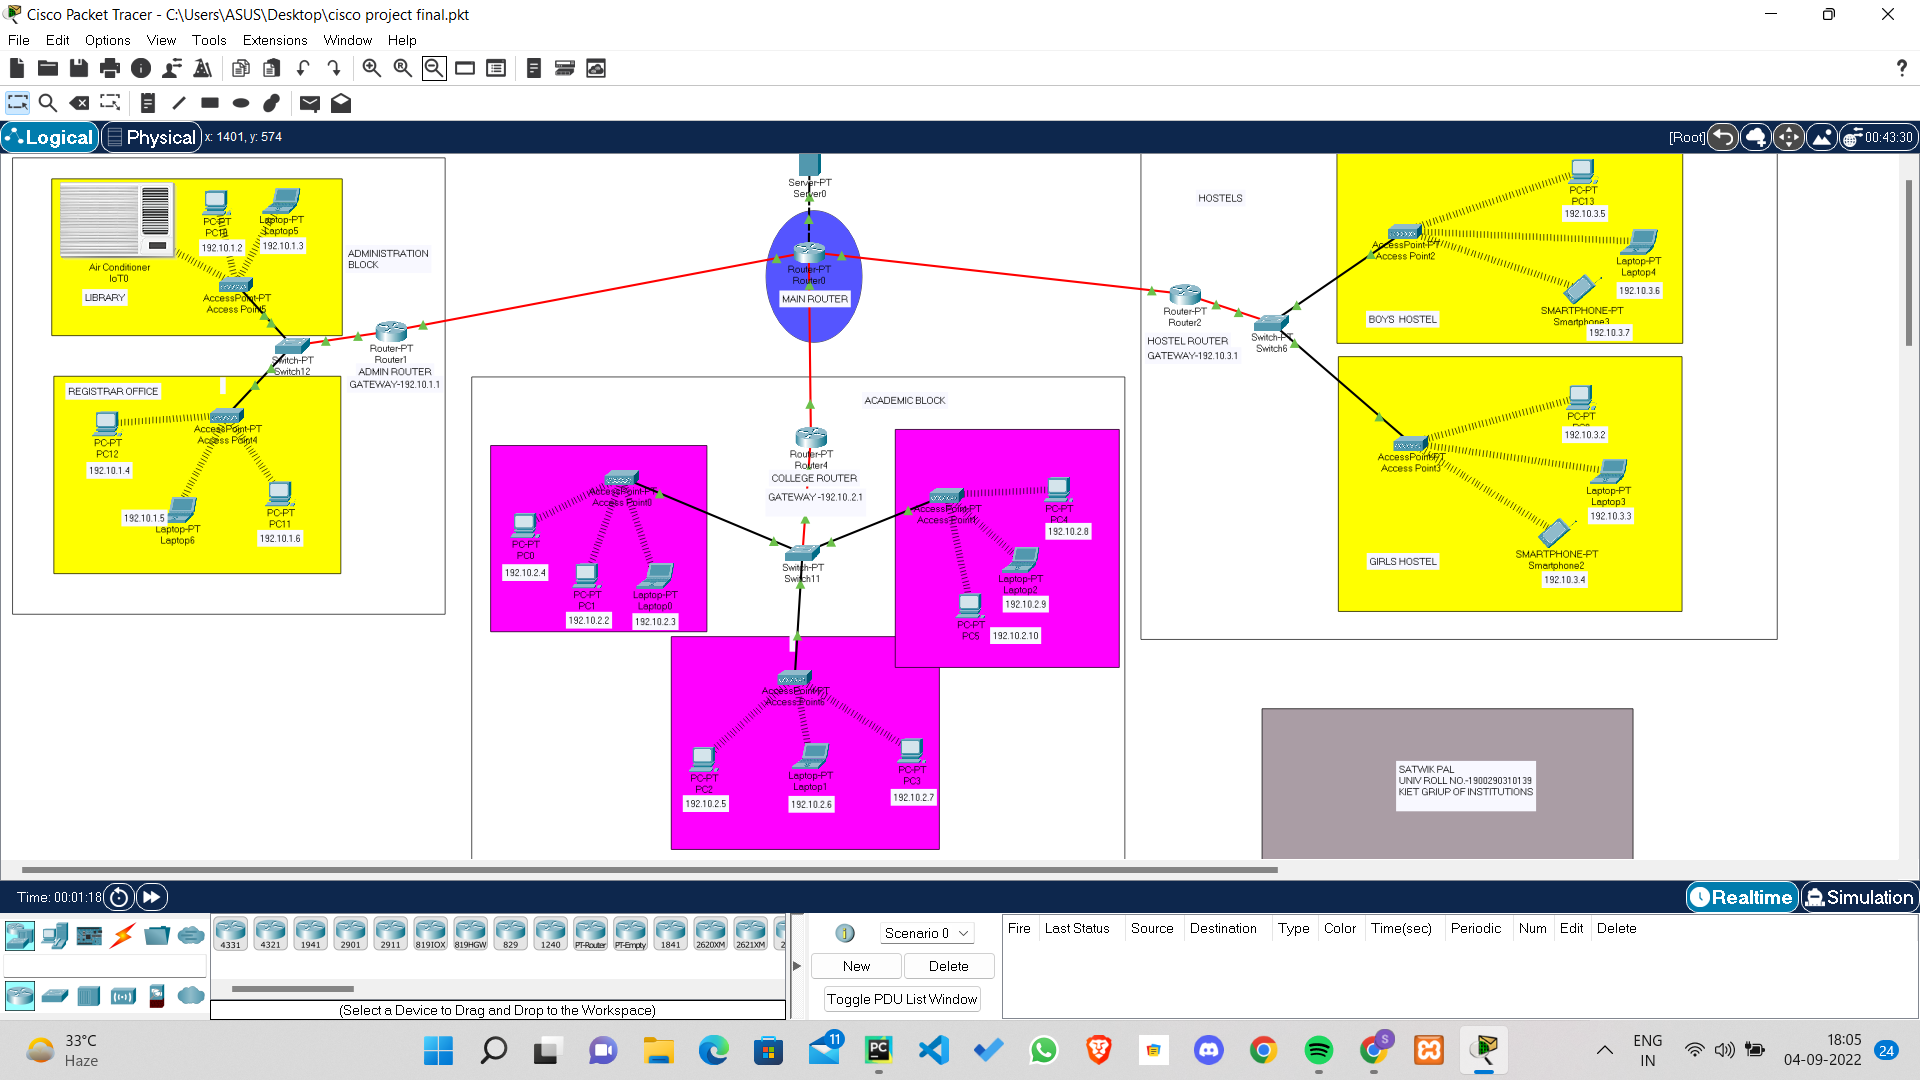 Cisco Packet Tracer - C:\Users\ASUS\Desktop\cisco project final.pkt
File Edit Options View Tools Extensions Window Help
?
Logical Physical x: 1401, y: 574
[Root] 00:43:30
PC-PT
Laptop-PT
Laptop5
192.10.1.2
192.10.1.3
Air Conditioner
IoT0
LIBRARY
AccessPoint-PT
Access Point5
ADMINISTRATION
BLOCK
Switch-PT
Switch12
Router-PT
Router1
ADMIN ROUTER
GATEWAY-192.10.1.1
REGISTRAR OFFICE
AccessPoint-PT
Access Point4
PC-PT
PC12
192.10.1.4
192.10.1.5
Laptop-PT
Laptop6
PC-PT
PC11
192.10.1.6
Server-PT
Server0
Router-PT
Router0
MAIN ROUTER
ACADEMIC BLOCK
Router-PT
Router4
COLLEGE ROUTER
GATEWAY-192.10.2.1
AccessPoint-PT
Access Point0
PC-PT
PC0
192.10.2.4
PC-PT
PC1
192.10.2.2
Laptop-PT
Laptop0
192.10.2.3
Switch-PT
Switch11
AccessPoint-PT
PC-PT
PC4
192.10.2.8
Laptop-PT
Laptop2
192.10.2.9
PC-PT
PC5
192.10.2.10
AccessPoint-PT
Access Point6
PC-PT
PC2
192.10.2.5
Laptop-PT
Laptop1
192.10.2.6
PC-PT
PC3
192.10.2.7
HOSTELS
Router-PT
Router2
HOSTEL ROUTER
GATEWAY-192.10.3.1
Switch-PT
Switch6
AccessPoint-PT
Access Point2
PC-PT
PC13
192.10.3.5
Laptop-PT
Laptop4
192.10.3.6
SMARTPHONE-PT
Smartphone3
192.10.3.7
BOYS HOSTEL
AccessPoint-PT
Access Point3
PC-PT
192.10.3.2
Laptop-PT
Laptop3
192.10.3.3
SMARTPHONE-PT
Smartphone2
192.10.3.4
GIRLS HOSTEL
SATWIK PAL
UNIV ROLL NO.-1900290310139
KIET GRIUP OF INSTITUTIONS
Time: 00:01:18
Realtime Simulation
4331 4321 1941 2901 2911 819IOX 819HGW 829 1240 PT-Router PT-Empty 1841 2620XM 2621XM 2
(Select a Device to Drag and Drop to the Workspace)
Scenario 0
New Delete
Toggle PDU List Window
Fire Last Status Source Destination Type Color Time(sec) Periodic Num Edit Delete
33°C
Haze
11
PC
S
ENG
IN
18:05
04-09-2022
24